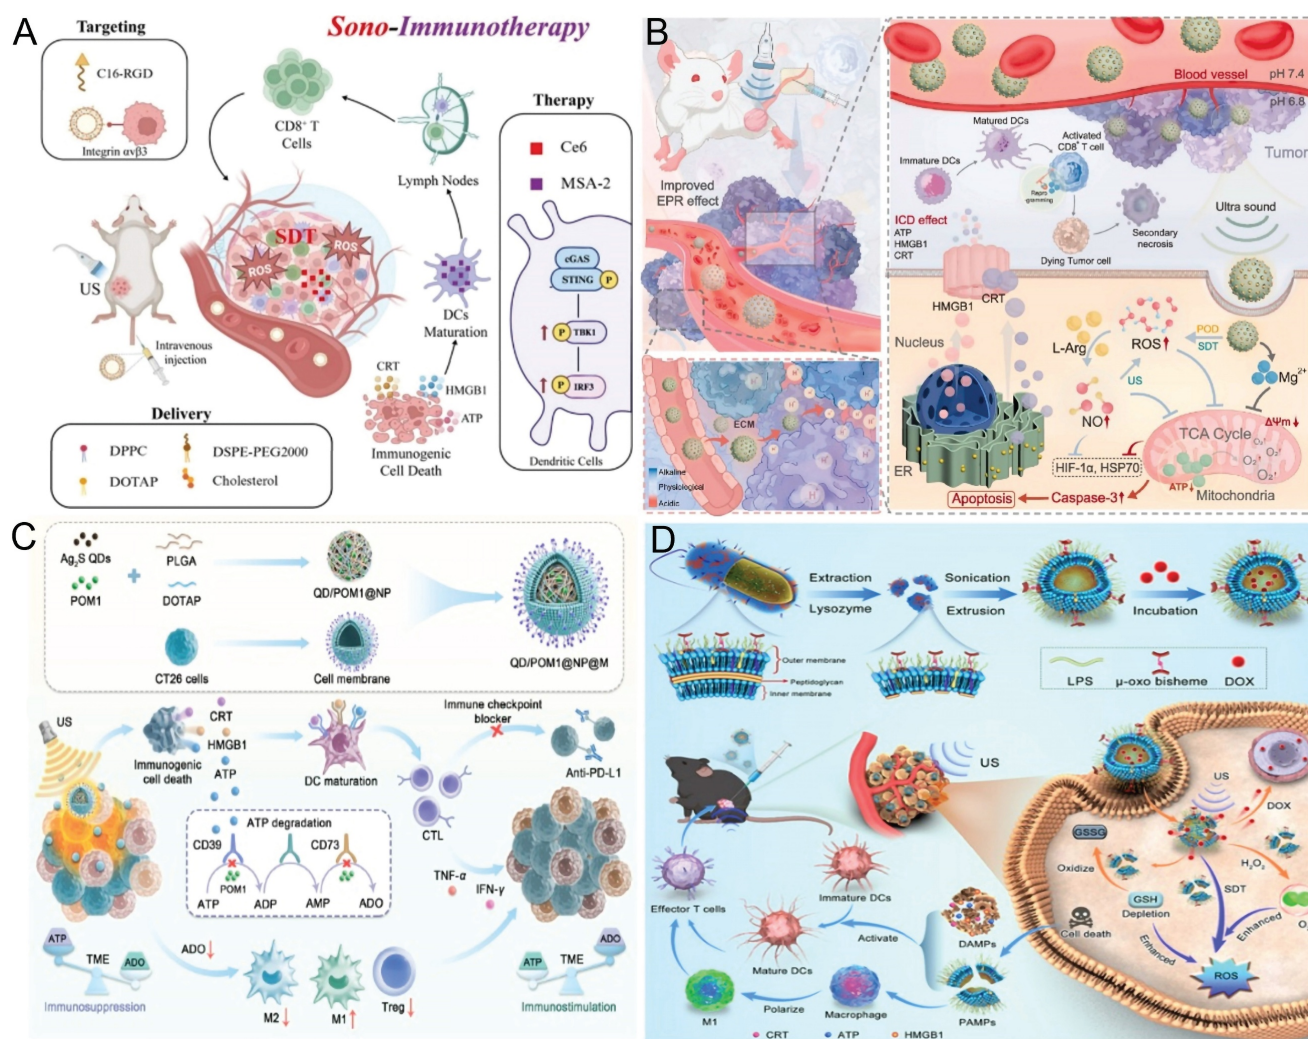 A
Targeting
C16-RGD
Integrin αvβ3
Sono-Immunotherapy
CD8⁺ T
Cells
Lymph Nodes
Therapy
Ce6
MSA-2
cGAS
STING
P
P
TBK1
P
IRF3
Dendritic Cells
SDT
ROS
ROS
US
Intravenous
injection
DCs
Maturation
CRT
HMGB1
ATP
Immunogenic
Cell Death
Delivery
DPPC
DSPE-PEG2000
DOTAP
Cholesterol
B
Improved
EPR effect
ECM
H⁺
Alkaline
Physiological
Acidic
Blood vessel
pH 7.4
pH 6.8
Tumor
Matured DCs
Activated
CD8⁺ T cell
Immature DCs
Repro
gramming
ICD effect
ATP
HMGB1
CRT
Secondary
necrosis
Dying Tumor cell
Ultra sound
HMGB1
CRT
Nucleus
ER
L-Arg
ROS
POD
SDT
US
Mg²⁺
NO
ΔΨm
TCA Cycle
HIF-1α, HSP70
ATP
Mitochondria
Apoptosis
Caspase-3
C
Ag₂S QDs
PLGA
POM1
DOTAP
QD/POM1@NP
CT26 cells
Cell membrane
QD/POM1@NP@M
US
Immunogenic
cell death
CRT
HMGB1
ATP
DC maturation
Immune checkpoint
blocker
Anti-PD-L1
CTL
ATP degradation
CD39
CD73
POM1
ATP
ADP
AMP
ADO
TNF-α
IFN-γ
ATP
TME
ADO
Immunosuppression
ADO
M2
M1
Treg
ATP
TME
ADO
Immunostimulation
D
Extraction
Lysozyme
Sonication
Extrusion
Incubation
Outer membrane
Peptidoglycan
Inner membrane
LPS
μ-oxo bisheme
DOX
US
US
DOX
GSSG
Oxidize
H₂O₂
GSH
Depletion
SDT
Enhanced
Enhanced
ROS
Cell death
Effector T cells
Immature DCs
Activate
Mature DCs
DAMPs
PAMPs
Macrophage
Polarize
M1
CRT
ATP
HMGB1